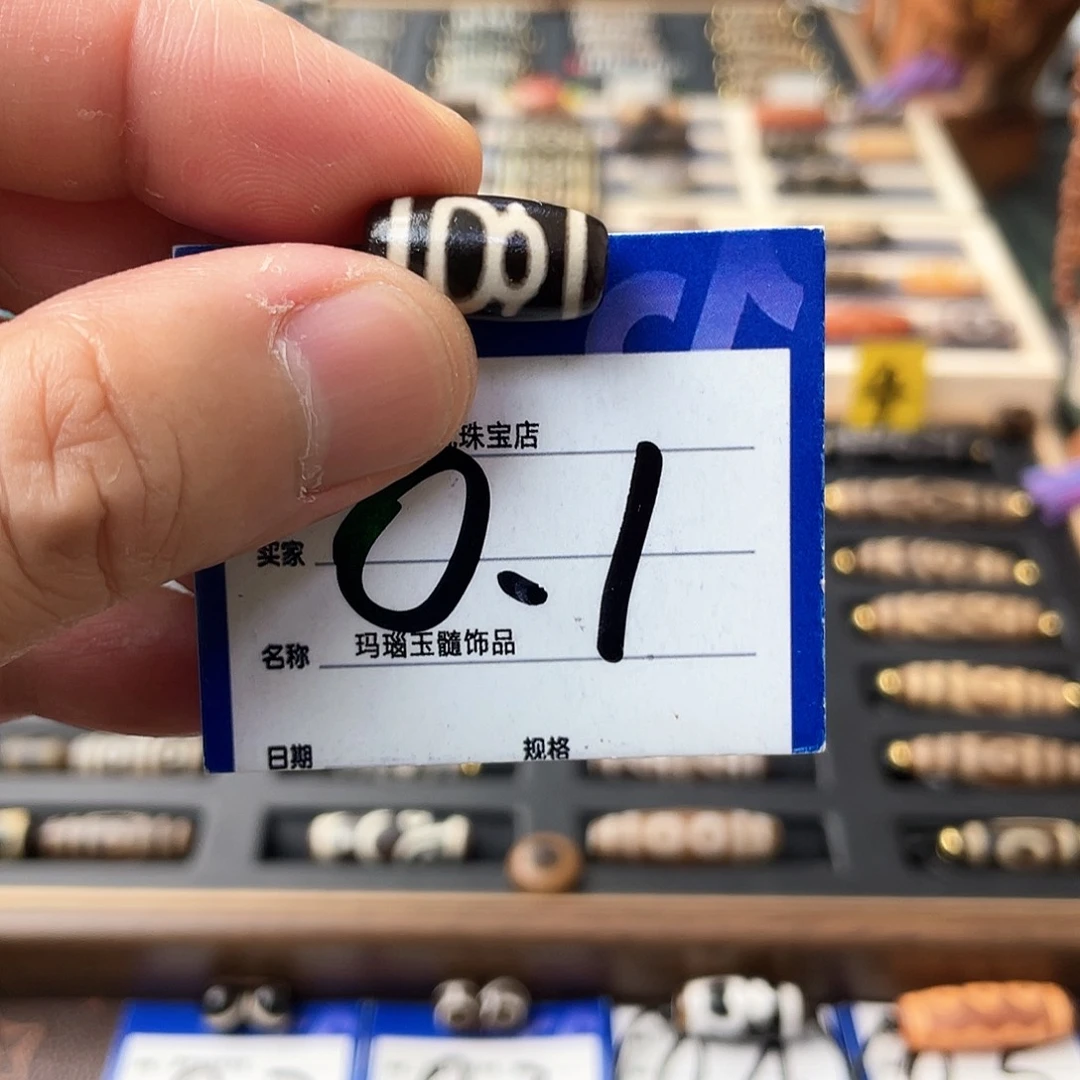 珠宝店
买家
0.1
名称 玛瑙玉髓饰品
日期 规格